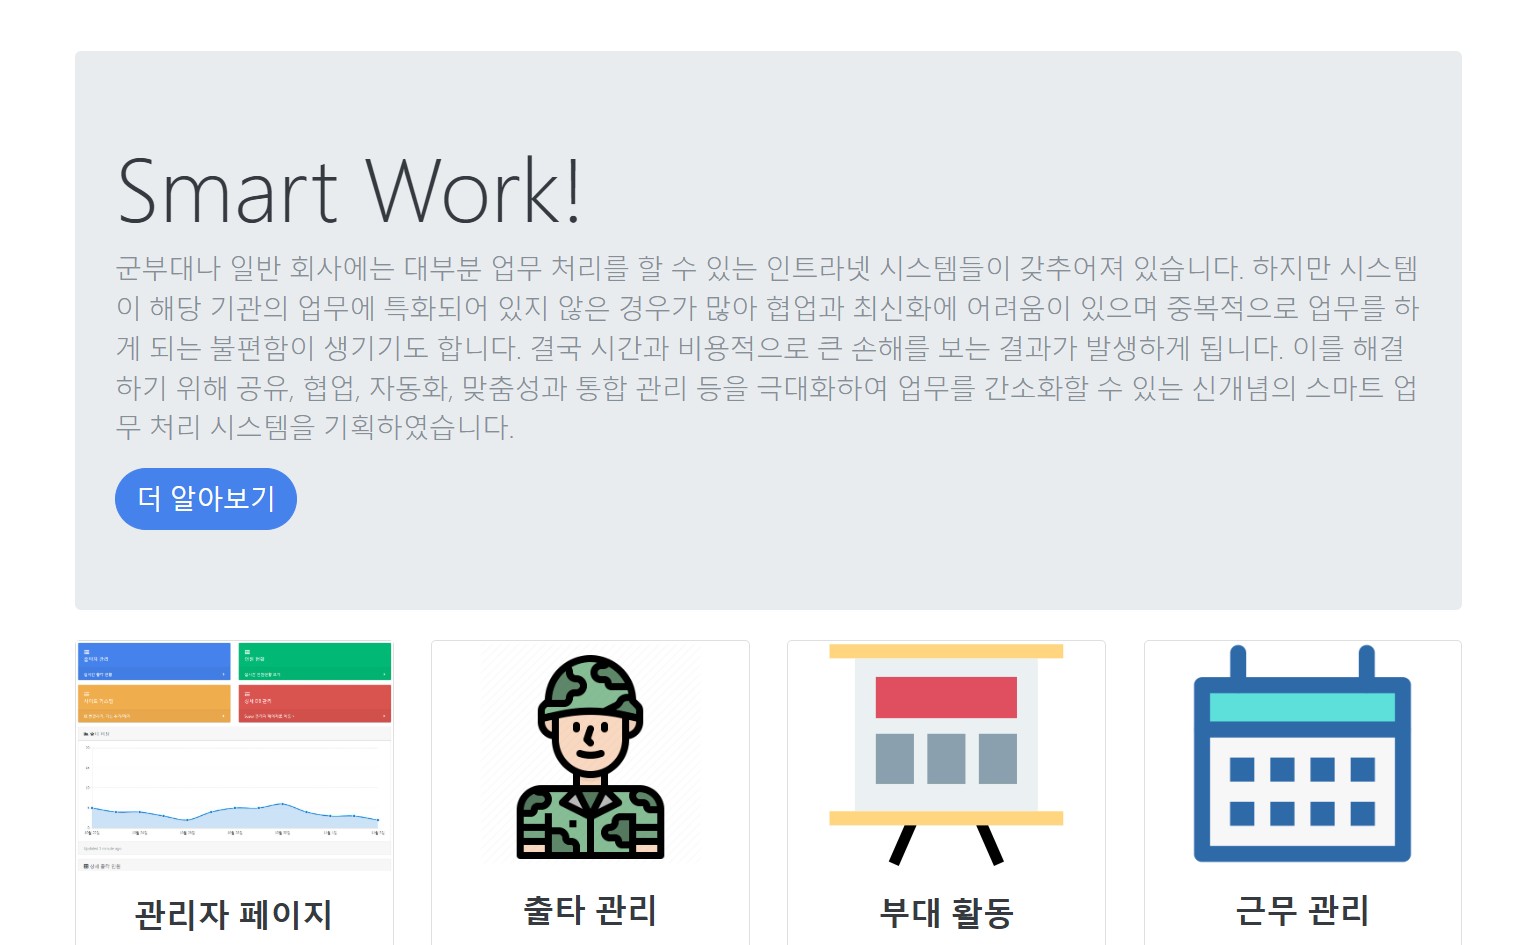 Smart Work!
군부대나 일반 회사에는 대부분 업무 처리를 할 수 있는 인트라넷 시스템들이 갖추어져 있습니다. 하지만 시스템
이 해당 기관의 업무에 특화되어 있지 않은 경우가 많아 협업과 최신화에 어려움이 있으며 중복적으로 업무를 하
게 되는 불편함이 생기기도 합니다. 결국 시간과 비용적으로 큰 손해를 보는 결과가 발생하게 됩니다. 이를 해결
하기 위해 공유, 협업, 자동화, 맞춤성과 통합 관리 등을 극대화하여 업무를 간소화할 수 있는 신개념의 스마트 업
무 처리 시스템을 기획하였습니다.
더 알아보기
관리자 페이지
출타 관리
부대 활동
근무 관리